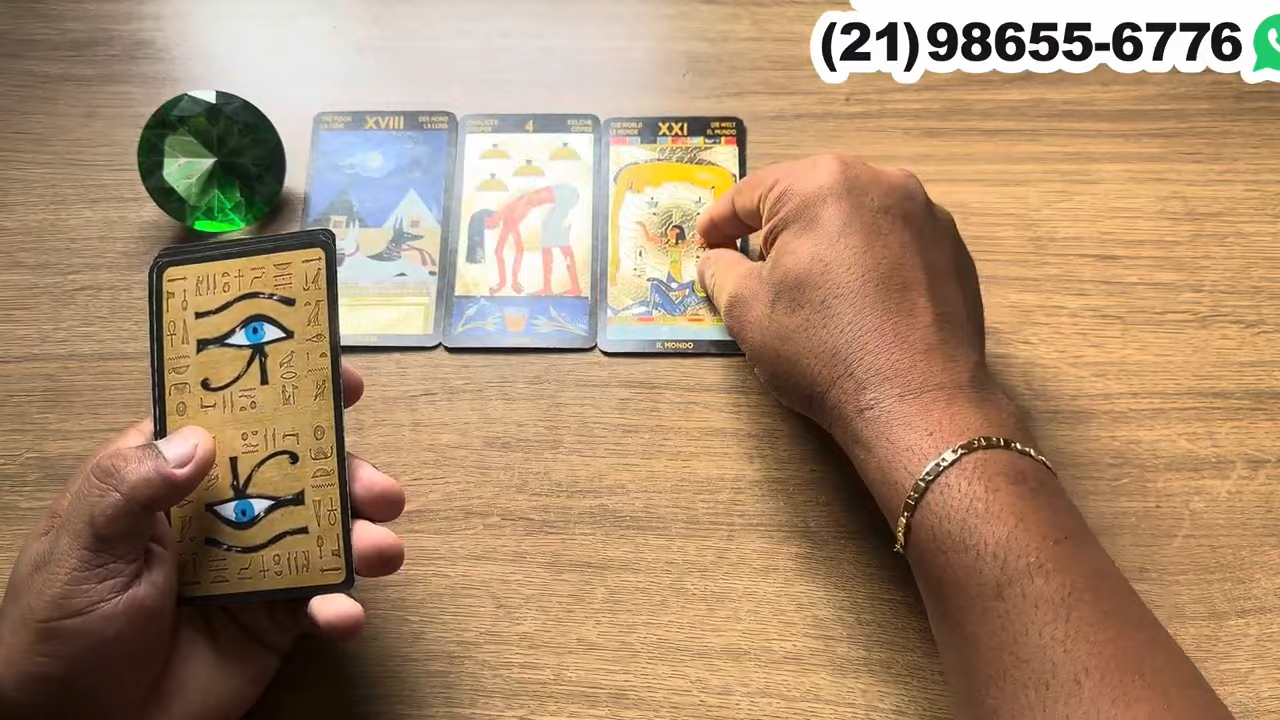 (21)98655-6776
THE MOON XVIII DER MOND
LA LUNE LA LUNA
CHALICES 4 KELCHE
COUPES COPAS
THE WORLD XXI DIE WELT
LE MONDE EL MUNDO
IL MONDO